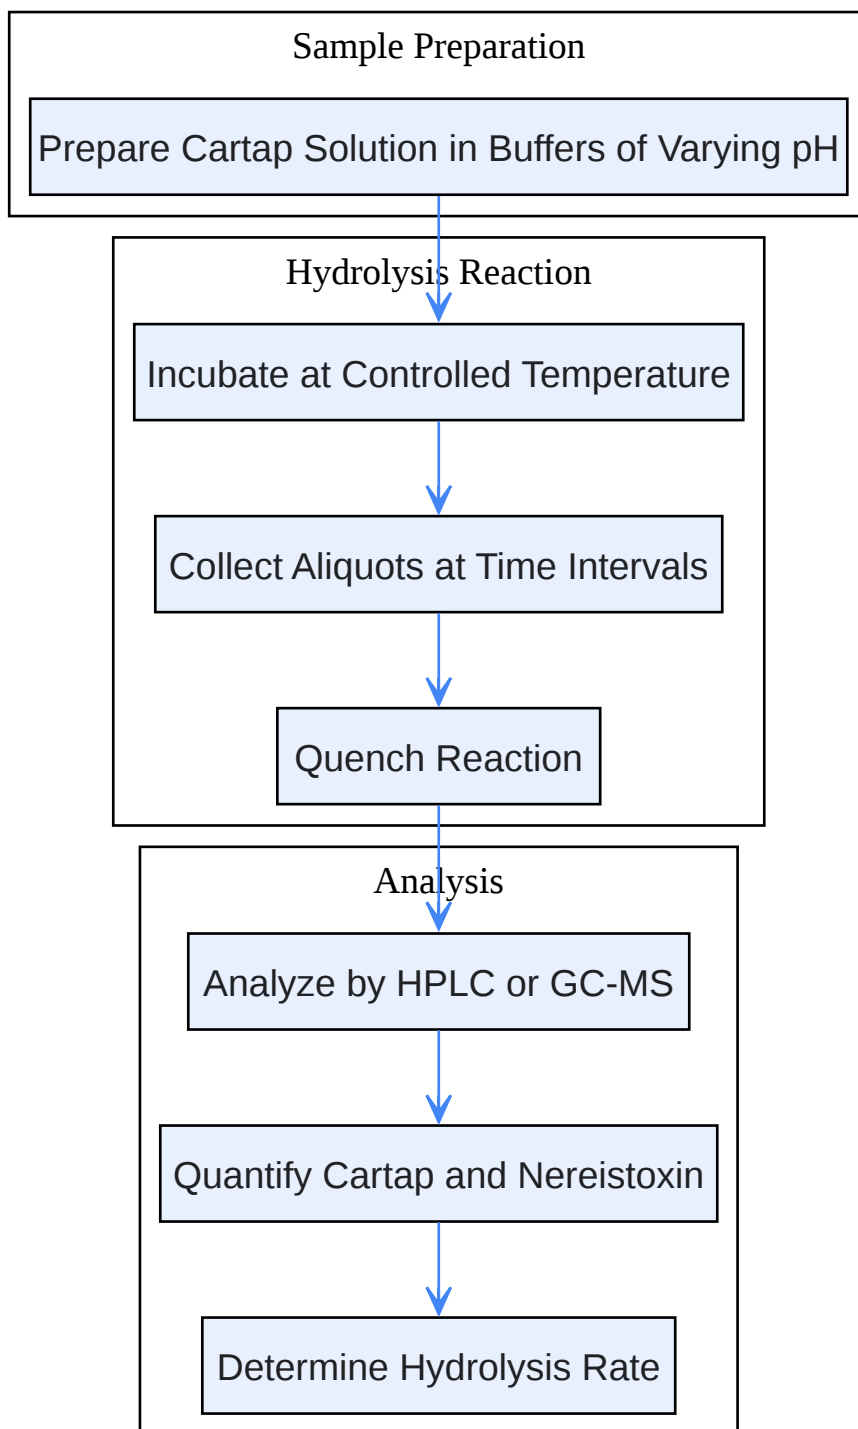 Sample Preparation
Prepare Cartap Solution in Buffers of Varying pH
Hydrolysis Reaction
Incubate at Controlled Temperature
Collect Aliquots at Time Intervals
Quench Reaction
Analysis
Analyze by HPLC or GC-MS
Quantify Cartap and Nereistoxin
Determine Hydrolysis Rate